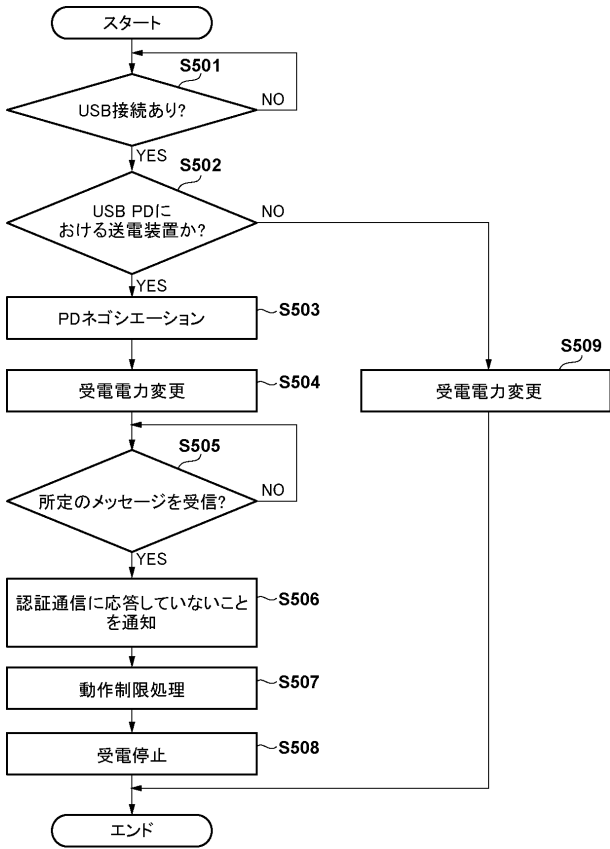 スタート
S501
USB接続あり?
NO
YES
S502
USB PDに
おける送電装置か?
NO
YES
PDネゴシエーション
S503
受電電力変更
S504
S509
受電電力変更
S505
所定のメッセージを受信?
NO
YES
認証通信に応答していないこと
を通知
S506
動作制限処理
S507
受電停止
S508
エンド